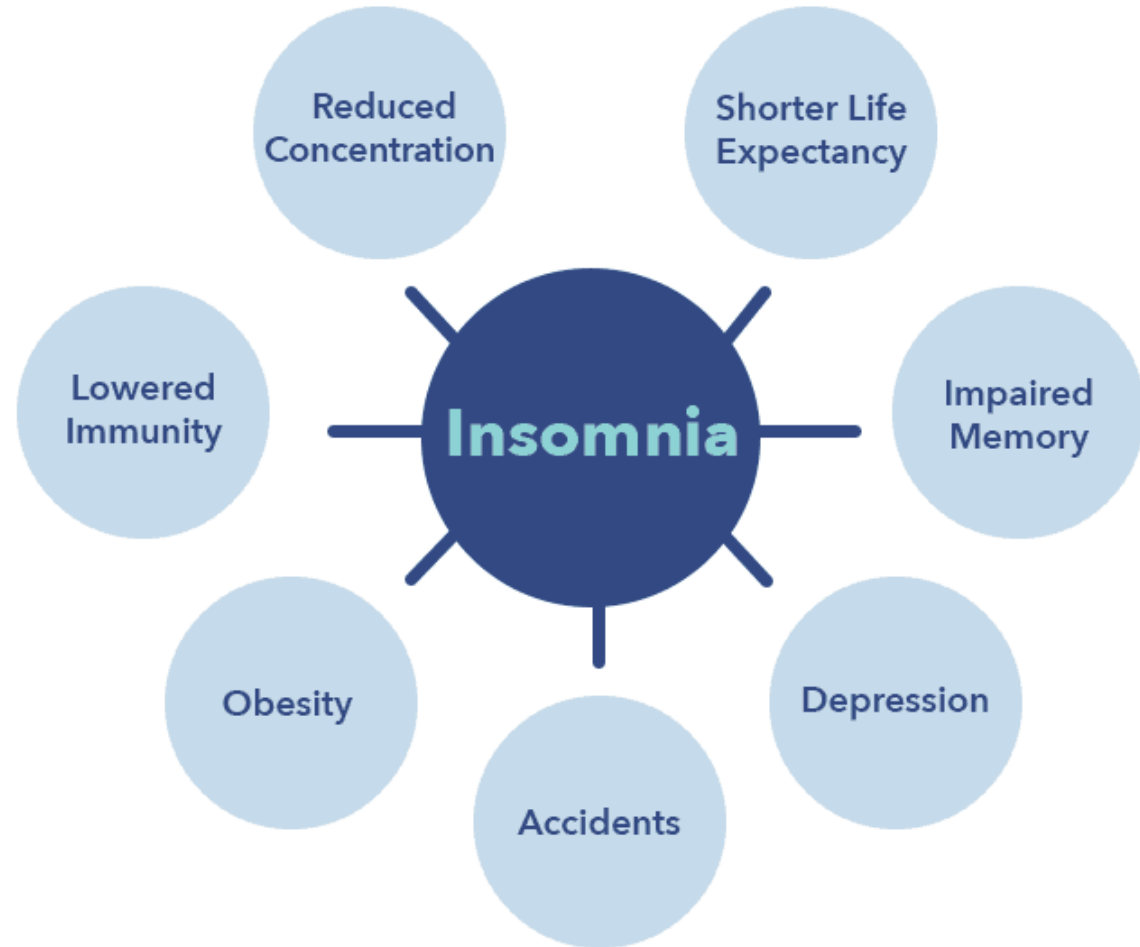 Reduced
Concentration
Shorter Life
Expectancy
Lowered
Immunity
Insomnia
Impaired
Memory
Obesity
Depression
Accidents